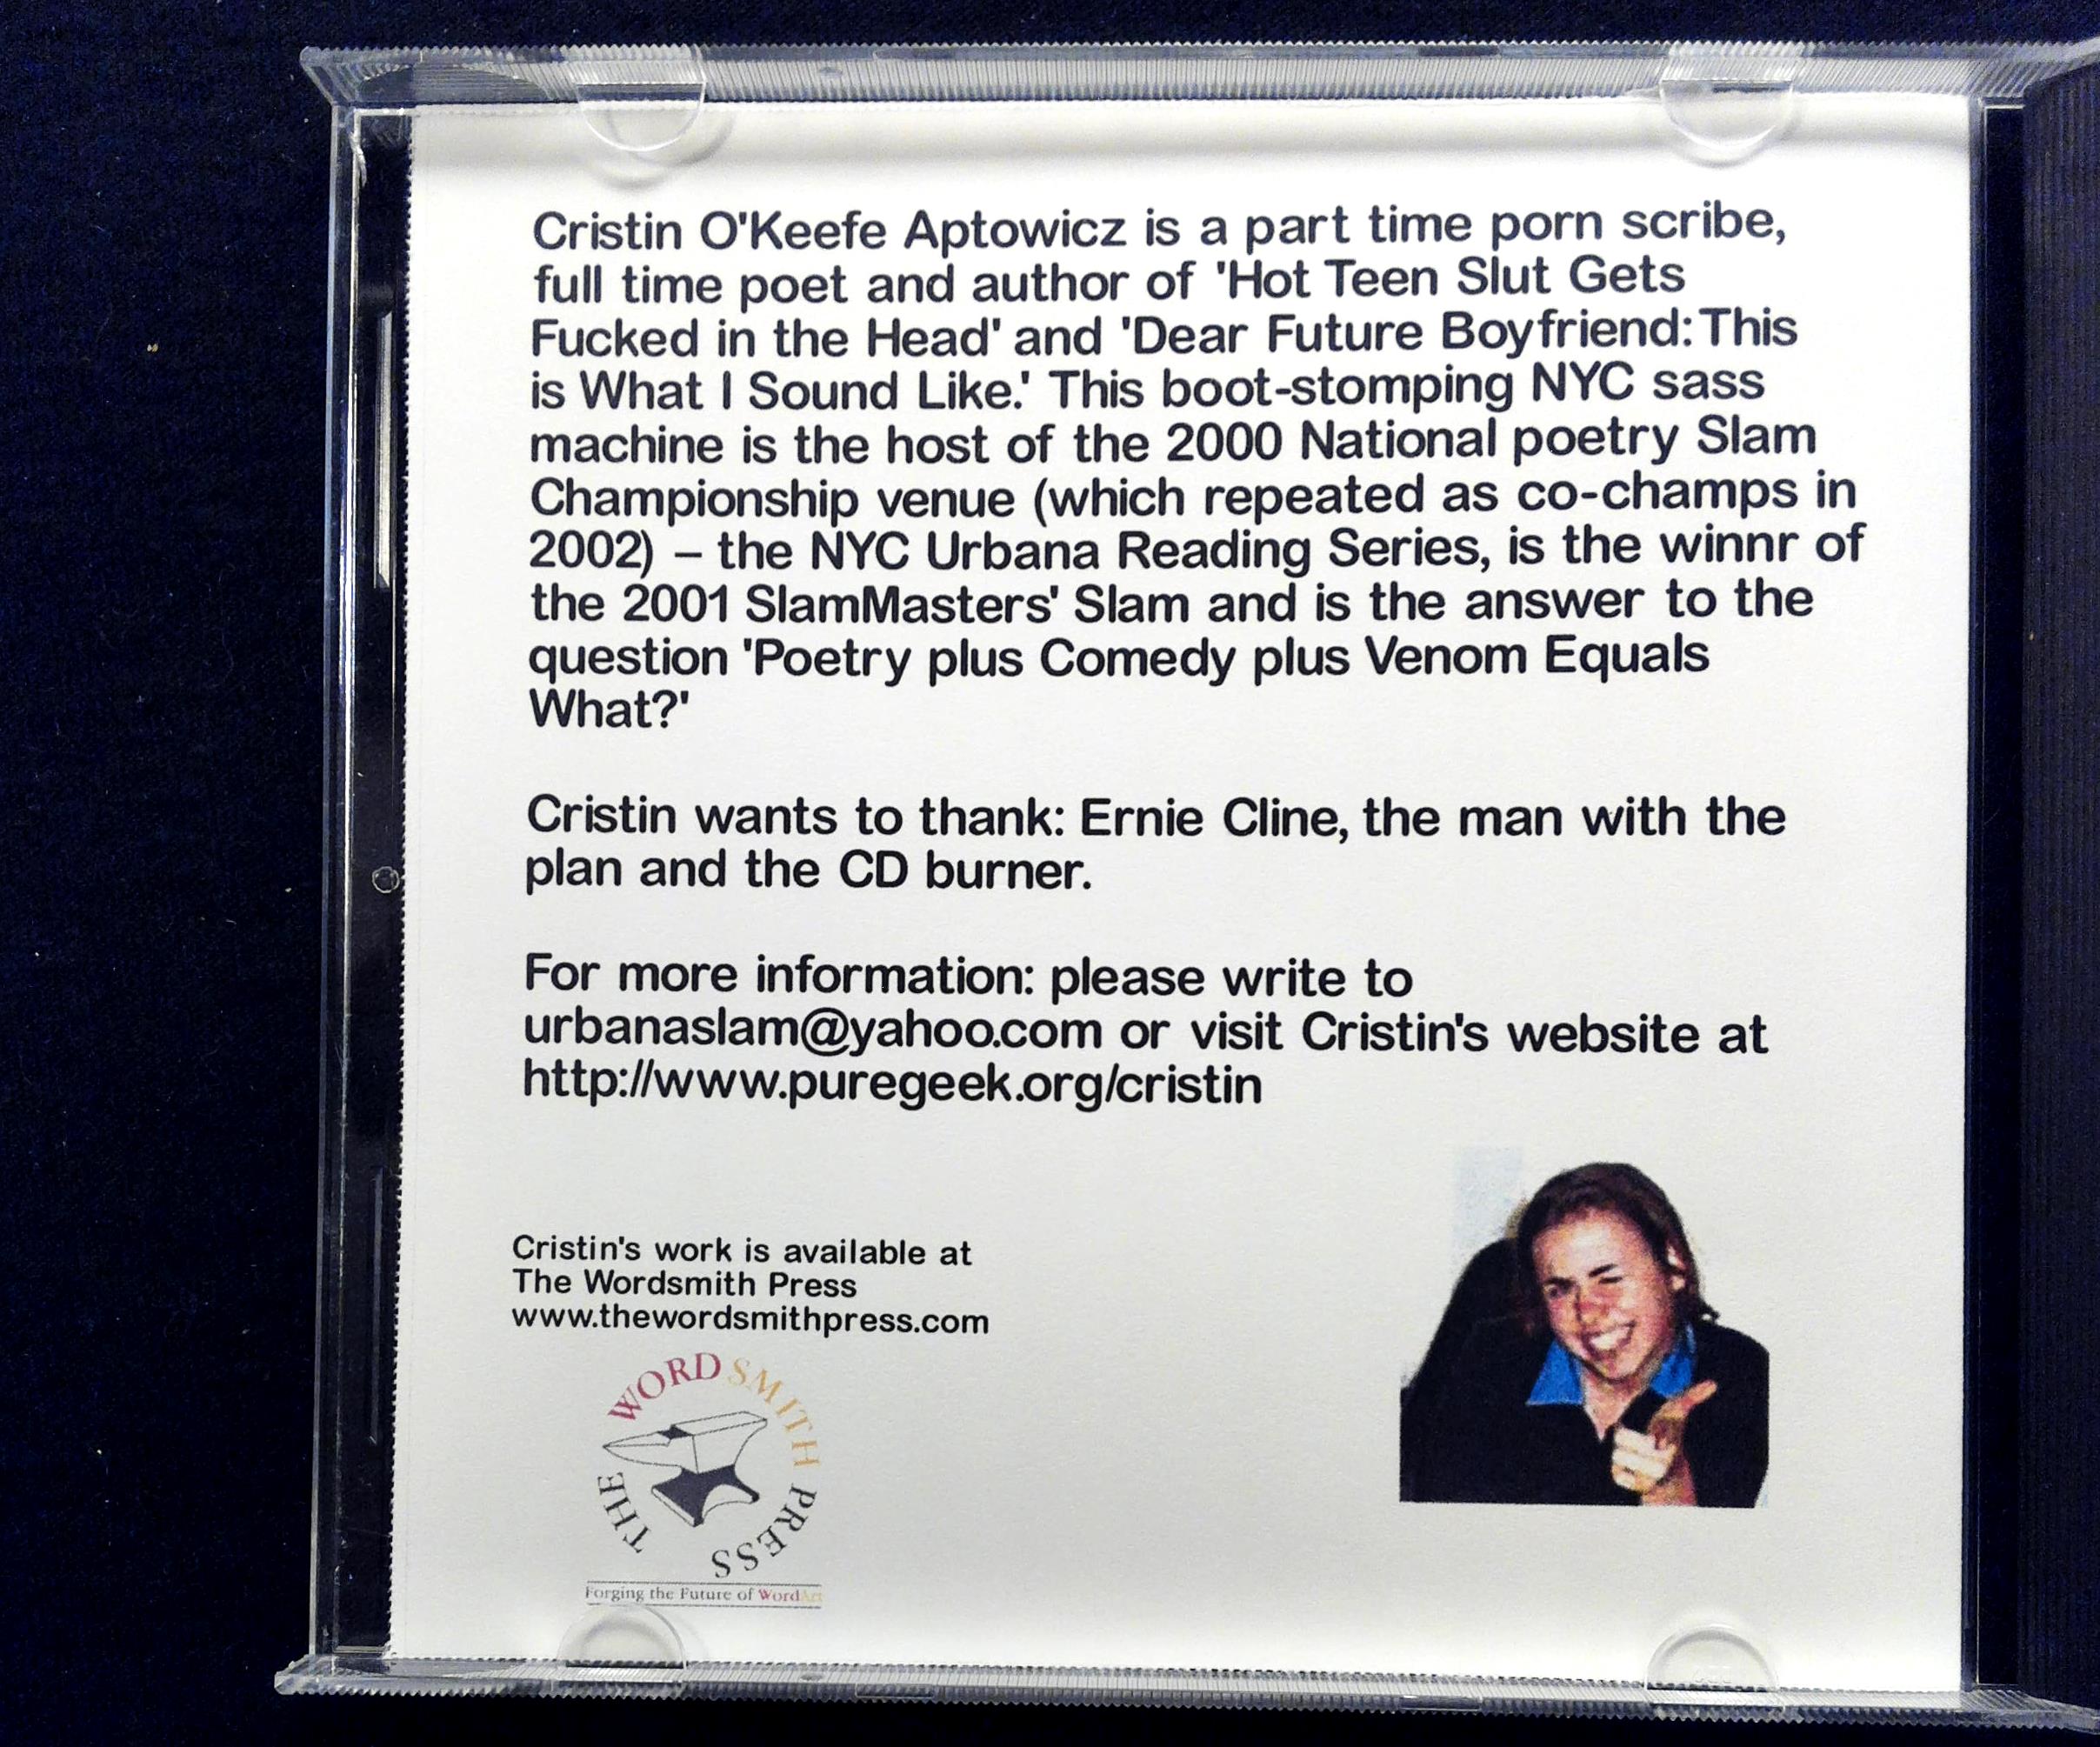 Cristin O'Keefe Aptowicz is a part time porn scribe,
full time poet and author of 'Hot Teen Slut Gets
Fucked in the Head' and 'Dear Future Boyfriend: This
is What I Sound Like.' This boot-stomping NYC sass
machine is the host of the 2000 National poetry Slam
Championship venue (which repeated as co-champs in
2002) – the NYC Urbana Reading Series, is the winnr of
the 2001 SlamMasters' Slam and is the answer to the
question 'Poetry plus Comedy plus Venom Equals
What?'
Cristin wants to thank: Ernie Cline, the man with the
plan and the CD burner.
For more information: please write to
urbanaslam@yahoo.com or visit Cristin's website at
http://www.puregeek.org/cristin
Cristin's work is available at
The Wordsmith Press
www.thewordsmithpress.com
THE WORDSMITH PRESS
Forging the Future of WordArt